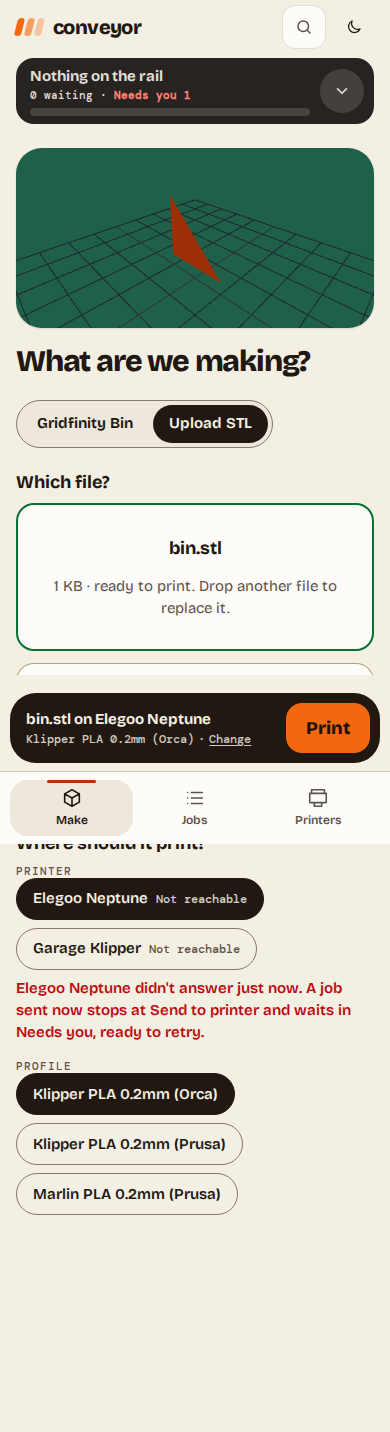 conveyor
Nothing on the rail
0 waiting · Needs you 1
What are we making?
Gridfinity Bin
Upload STL
Which file?
bin.stl
1 KB · ready to print. Drop another file to
replace it.
bin.stl on Elegoo Neptune
Klipper PLA 0.2mm (Orca) · Change
Print
Make
Jobs
Printers
Where should it print?
PRINTER
Elegoo Neptune Not reachable
Garage Klipper Not reachable
Elegoo Neptune didn't answer just now. A job
sent now stops at Send to printer and waits in
Needs you, ready to retry.
PROFILE
Klipper PLA 0.2mm (Orca)
Klipper PLA 0.2mm (Prusa)
Marlin PLA 0.2mm (Prusa)